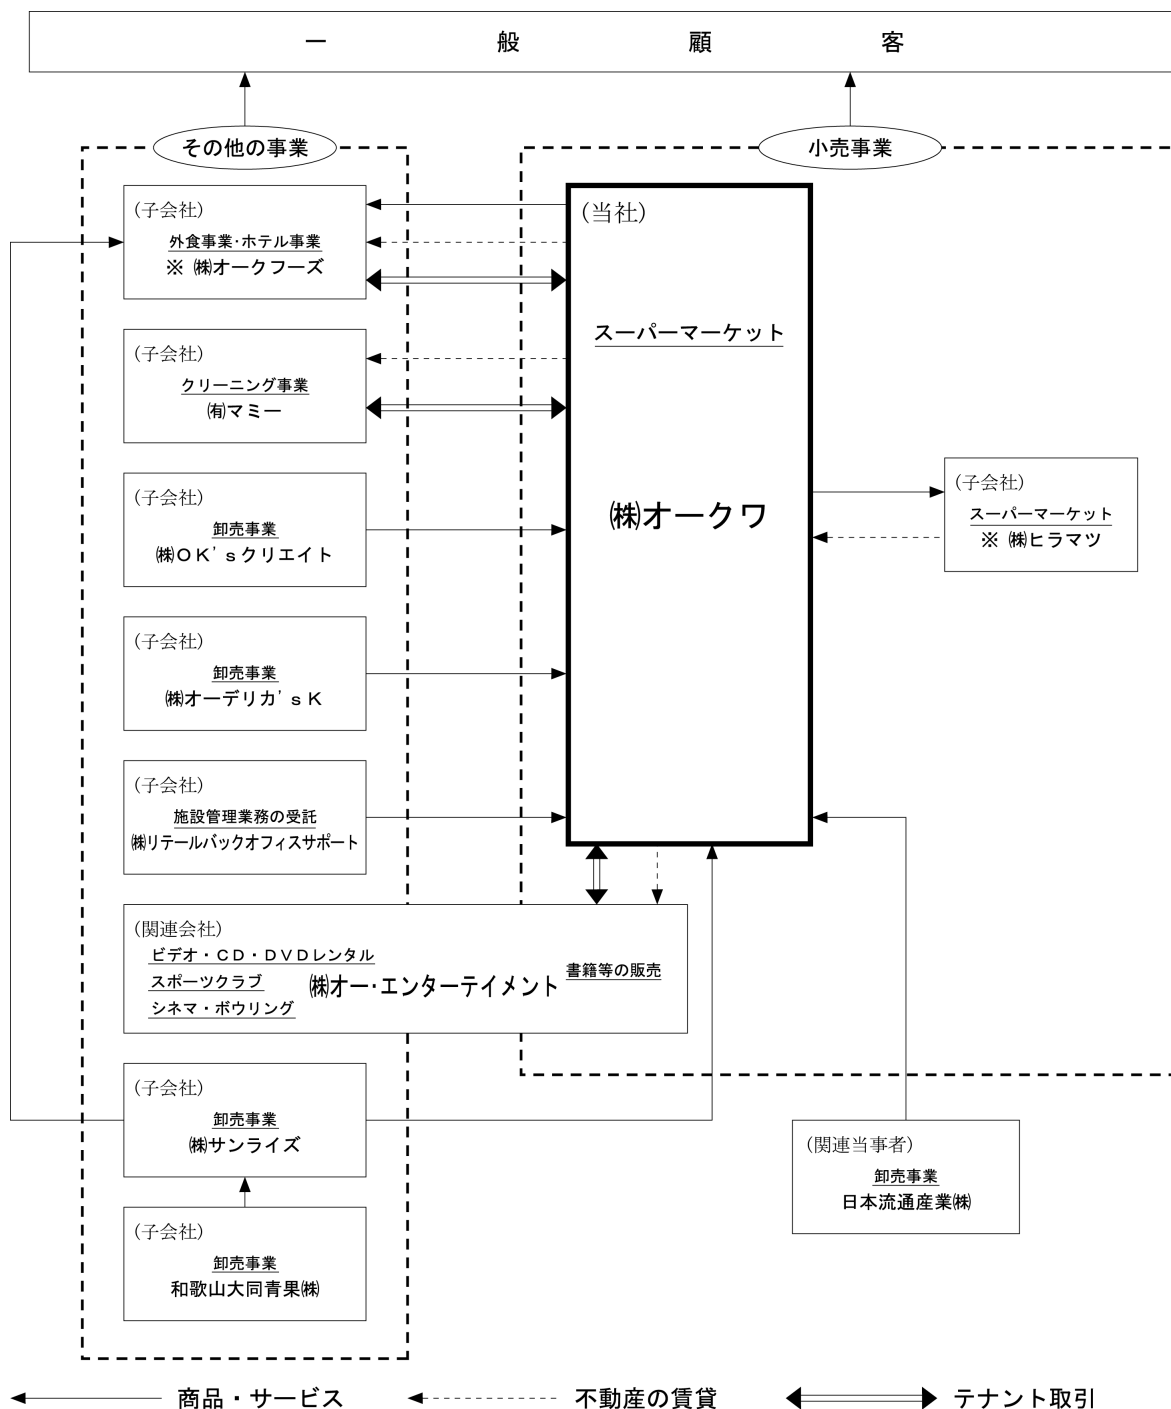 一般顧客
その他の事業
小売事業
(子会社)
外食事業・ホテル事業
※ ㈱オークフーズ
(子会社)
クリーニング事業
㈲マミー
(子会社)
卸売事業
㈱ＯＫ'ｓクリエイト
(子会社)
卸売事業
㈱オーデリカ'ｓＫ
(子会社)
施設管理業務の受託
㈱リテールバックオフィスサポート
(当社)
スーパーマーケット
㈱オークワ
(子会社)
スーパーマーケット
※ ㈱ヒラマツ
(関連会社)
ビデオ・ＣＤ・ＤＶＤレンタル
スポーツクラブ
シネマ・ボウリング
㈱オー・エンターテイメント
書籍等の販売
(子会社)
卸売事業
㈱サンライズ
(子会社)
卸売事業
和歌山大同青果㈱
(関連当事者)
卸売事業
日本流通産業㈱
商品・サービス
不動産の賃貸
テナント取引